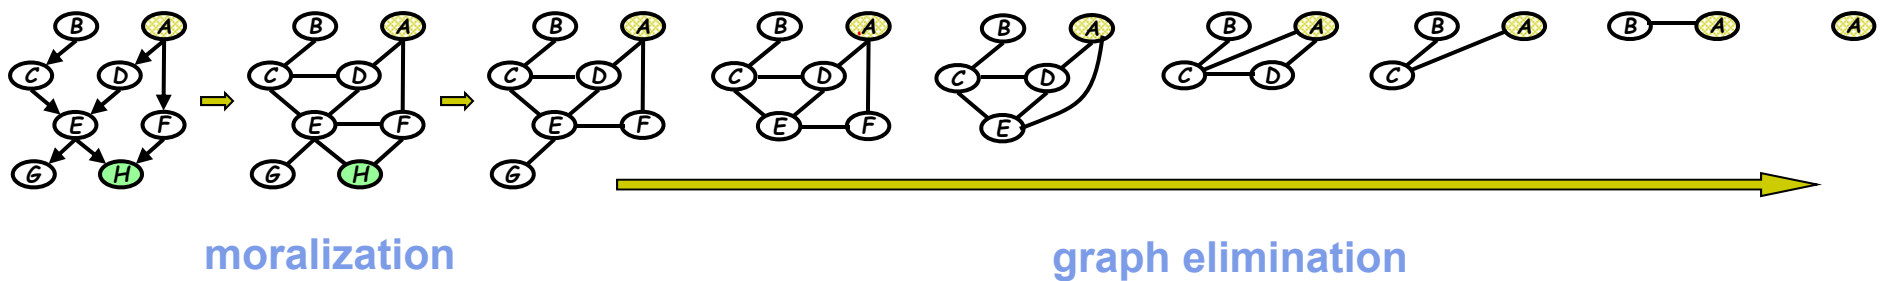 B A B A B A B A B A B A B A B A A
C D C D C D C D C D C D C
E F E F E F E F E
G H G H G
moralization
graph elimination